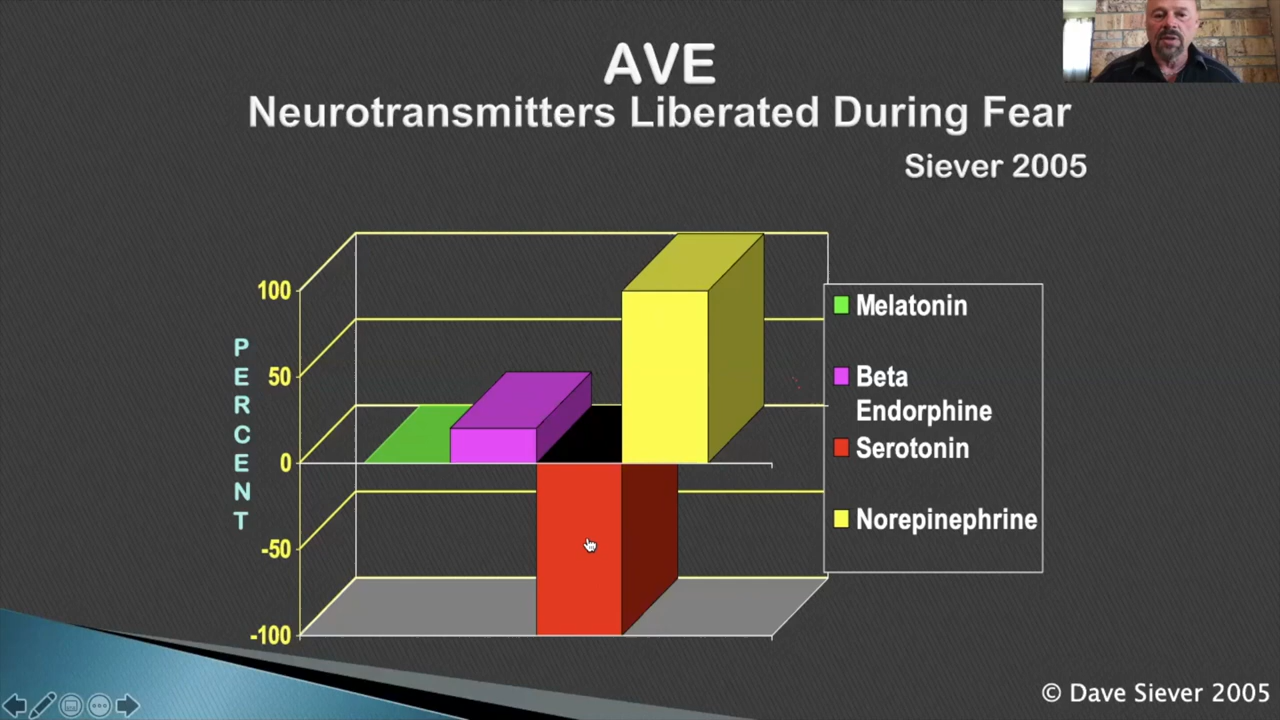 AVE
Neurotransmitters Liberated During Fear
Siever 2005
PERCENT
100
50
0
-50
-100
Melatonin
Beta
Endorphine
Serotonin
Norepinephrine
© Dave Siever 2005